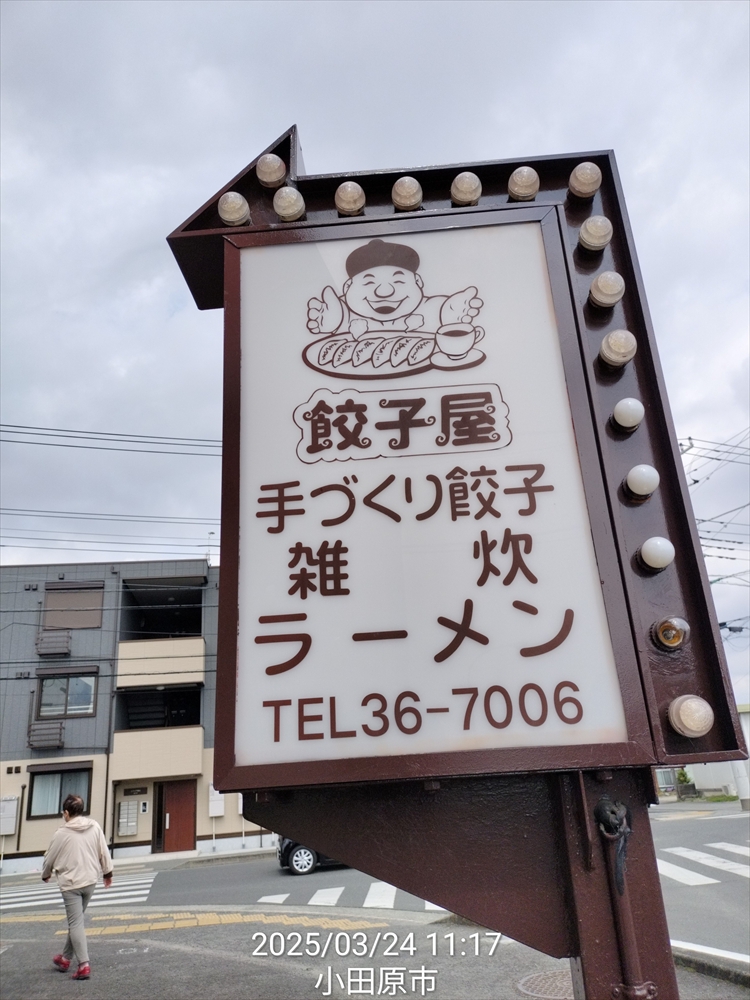 餃子屋
手づくり餃子
雑炊
ラーメン
TEL36-7006
2025/03/24 11:17
小田原市